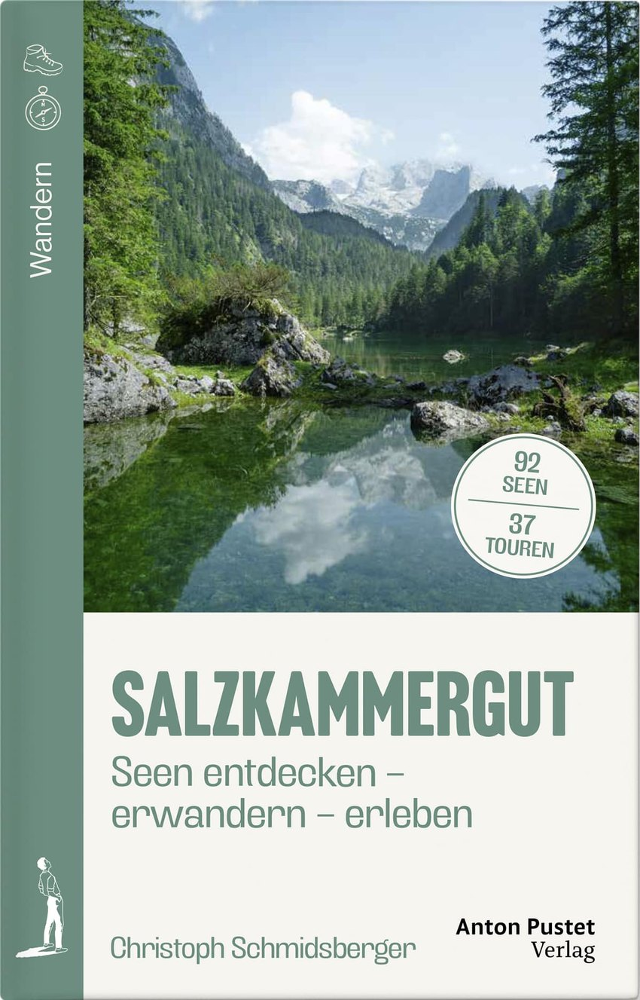 Wandern
92
SEEN
37
TOUREN
SALZKAMMERGUT
Seen entdecken –
erwandern – erleben
Christoph Schmidsberger
Anton Pustet
Verlag